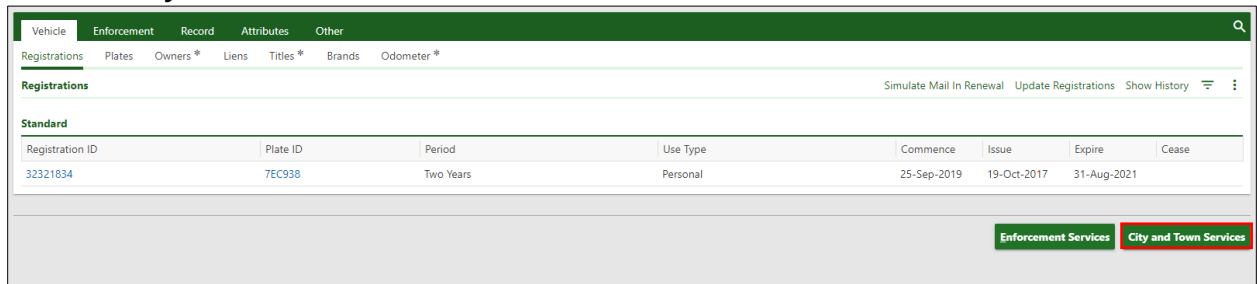 Vehicle Enforcement Record Attributes Other
Registrations Plates Owners * Liens Titles * Brands Odometer *
Registrations Simulate Mail In Renewal Update Registrations Show History
Standard
Registration ID Plate ID Period Use Type Commence Issue Expire Cease
32321834 7EC938 Two Years Personal 25-Sep-2019 19-Oct-2017 31-Aug-2021
Enforcement Services City and Town Services